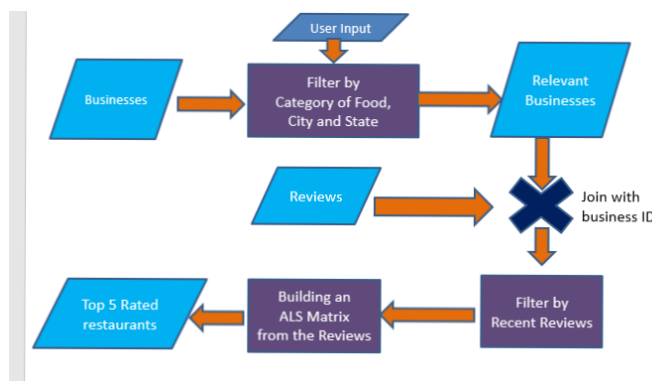 User Input
Businesses
Filter by
Category of Food,
City and State
Relevant
Businesses
Reviews
Join with
business ID
Top 5 Rated
restaurants
Building an
ALS Matrix
from the Reviews
Filter by
Recent Reviews